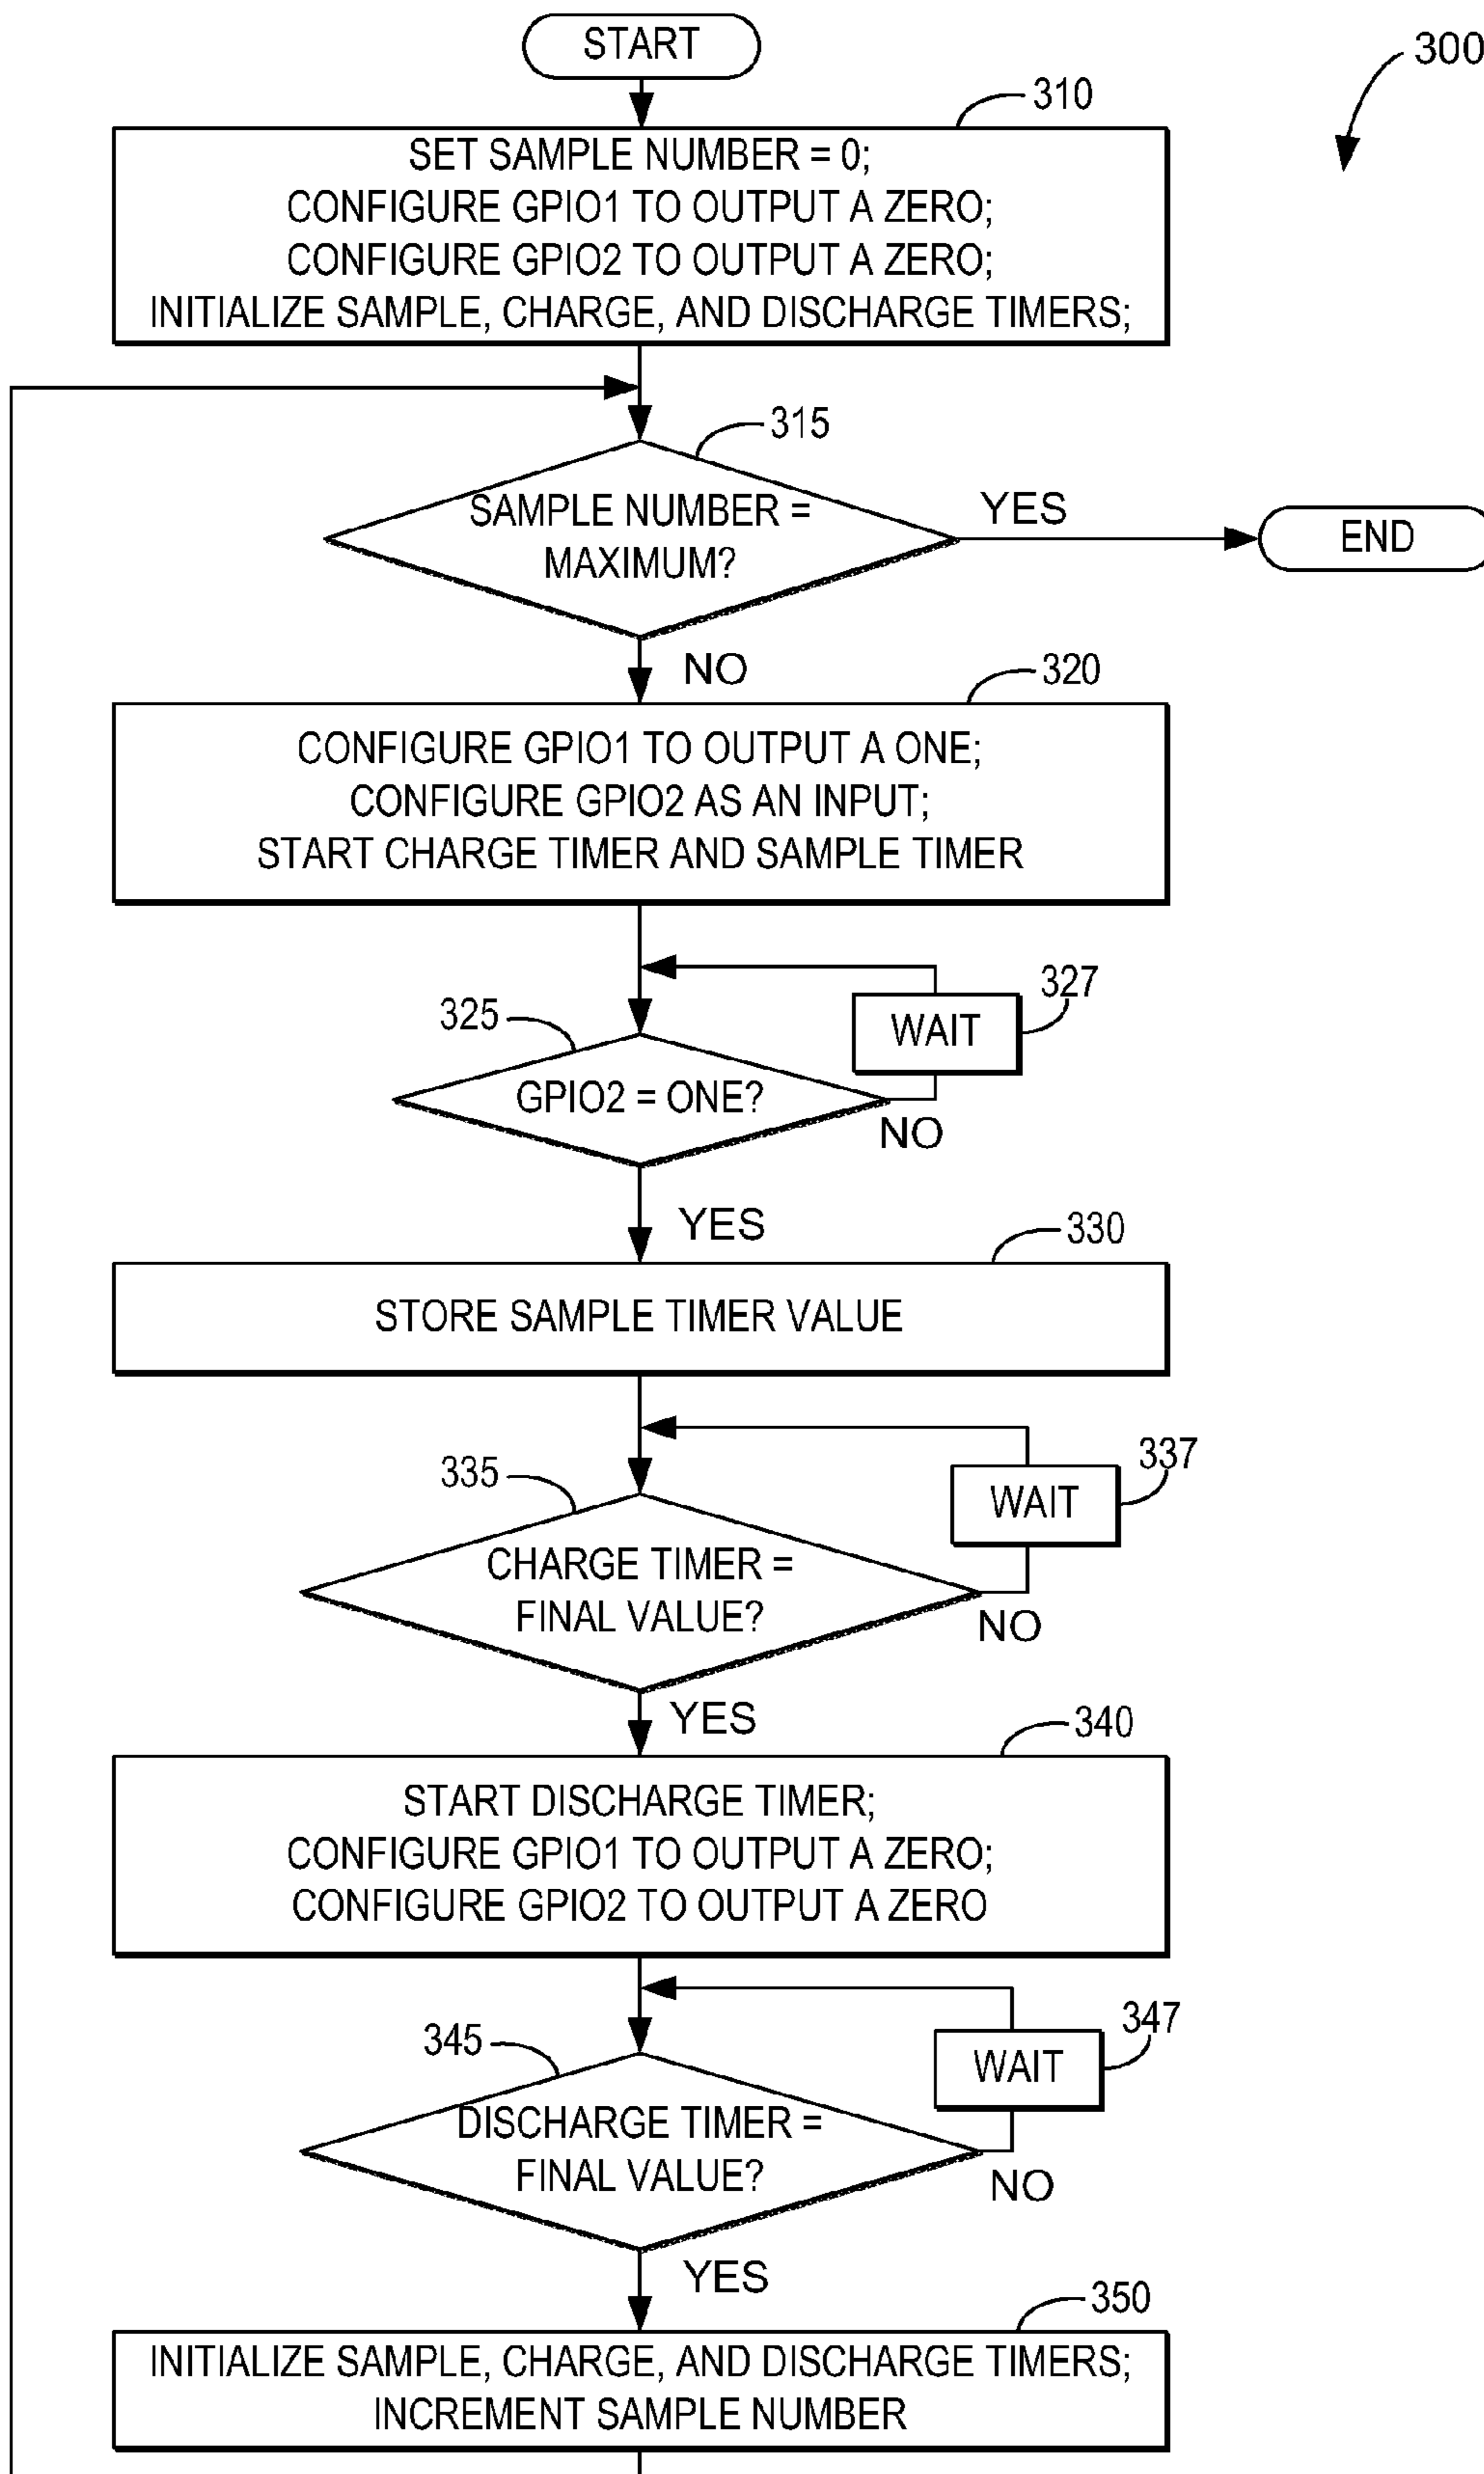 START
300
310
SET SAMPLE NUMBER = 0;
CONFIGURE GPIO1 TO OUTPUT A ZERO;
CONFIGURE GPIO2 TO OUTPUT A ZERO;
INITIALIZE SAMPLE, CHARGE, AND DISCHARGE TIMERS;
315
SAMPLE NUMBER =
MAXIMUM?
YES
END
NO
320
CONFIGURE GPIO1 TO OUTPUT A ONE;
CONFIGURE GPIO2 AS AN INPUT;
START CHARGE TIMER AND SAMPLE TIMER
327
WAIT
325
GPIO2 = ONE?
NO
YES
330
STORE SAMPLE TIMER VALUE
337
WAIT
335
CHARGE TIMER =
FINAL VALUE?
NO
YES
340
START DISCHARGE TIMER;
CONFIGURE GPIO1 TO OUTPUT A ZERO;
CONFIGURE GPIO2 TO OUTPUT A ZERO
347
WAIT
345
DISCHARGE TIMER =
FINAL VALUE?
NO
YES
350
INITIALIZE SAMPLE, CHARGE, AND DISCHARGE TIMERS;
INCREMENT SAMPLE NUMBER